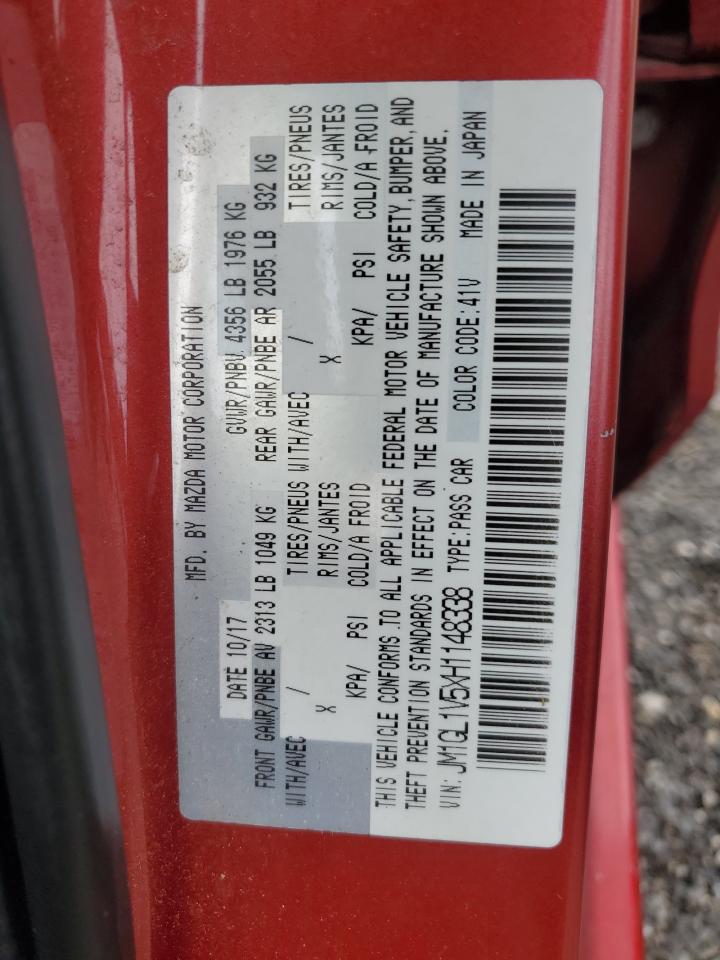 MFD. BY MAZDA MOTOR CORPORATION
DATE 10/17 GVWR/PNBV 4356 LB 1976 KG
FRONT GAWR/PNBE AV 2313 LB 1049 KG REAR GAWR/PNBE AR 2055 LB 932 KG
WITH/AVEC / TIRES/PNEUS WITH/AVEC / TIRES/PNEUS
X RIMS/JANTES X RIMS/JANTES
KPA/ PSI COLD/A FROID KPA/ PSI COLD/A FROID
THIS VEHICLE CONFORMS TO ALL APPLICABLE FEDERAL MOTOR VEHICLE SAFETY, BUMPER, AND
THEFT PREVENTION STANDARDS IN EFFECT ON THE DATE OF MANUFACTURE SHOWN ABOVE.
VIN: JM1GL1V5XH1148338 TYPE:PASS CAR COLOR CODE:41V MADE IN JAPAN